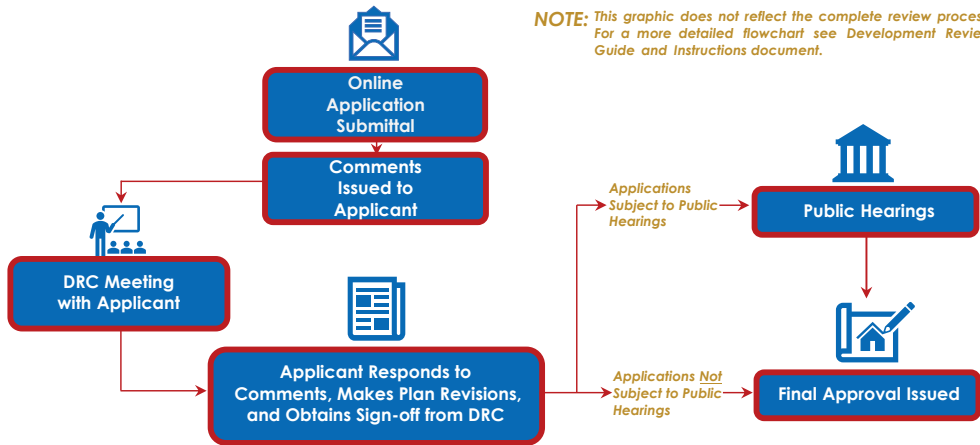 NOTE: This graphic does not reflect the complete review
For a more detailed flowchart see Development
Guide and Instructions document.
Online
Application
Submittal
Comments
Issued to
Applicant
DRC Meeting
with Applicant
Applicant Responds to
Comments, Makes Plan Revisions,
and Obtains Sign-off from DRC
Applications
Subject to Public
Hearings
Public Hearings
Applications Not
Subject to Public
Hearings
Final Approval Issued